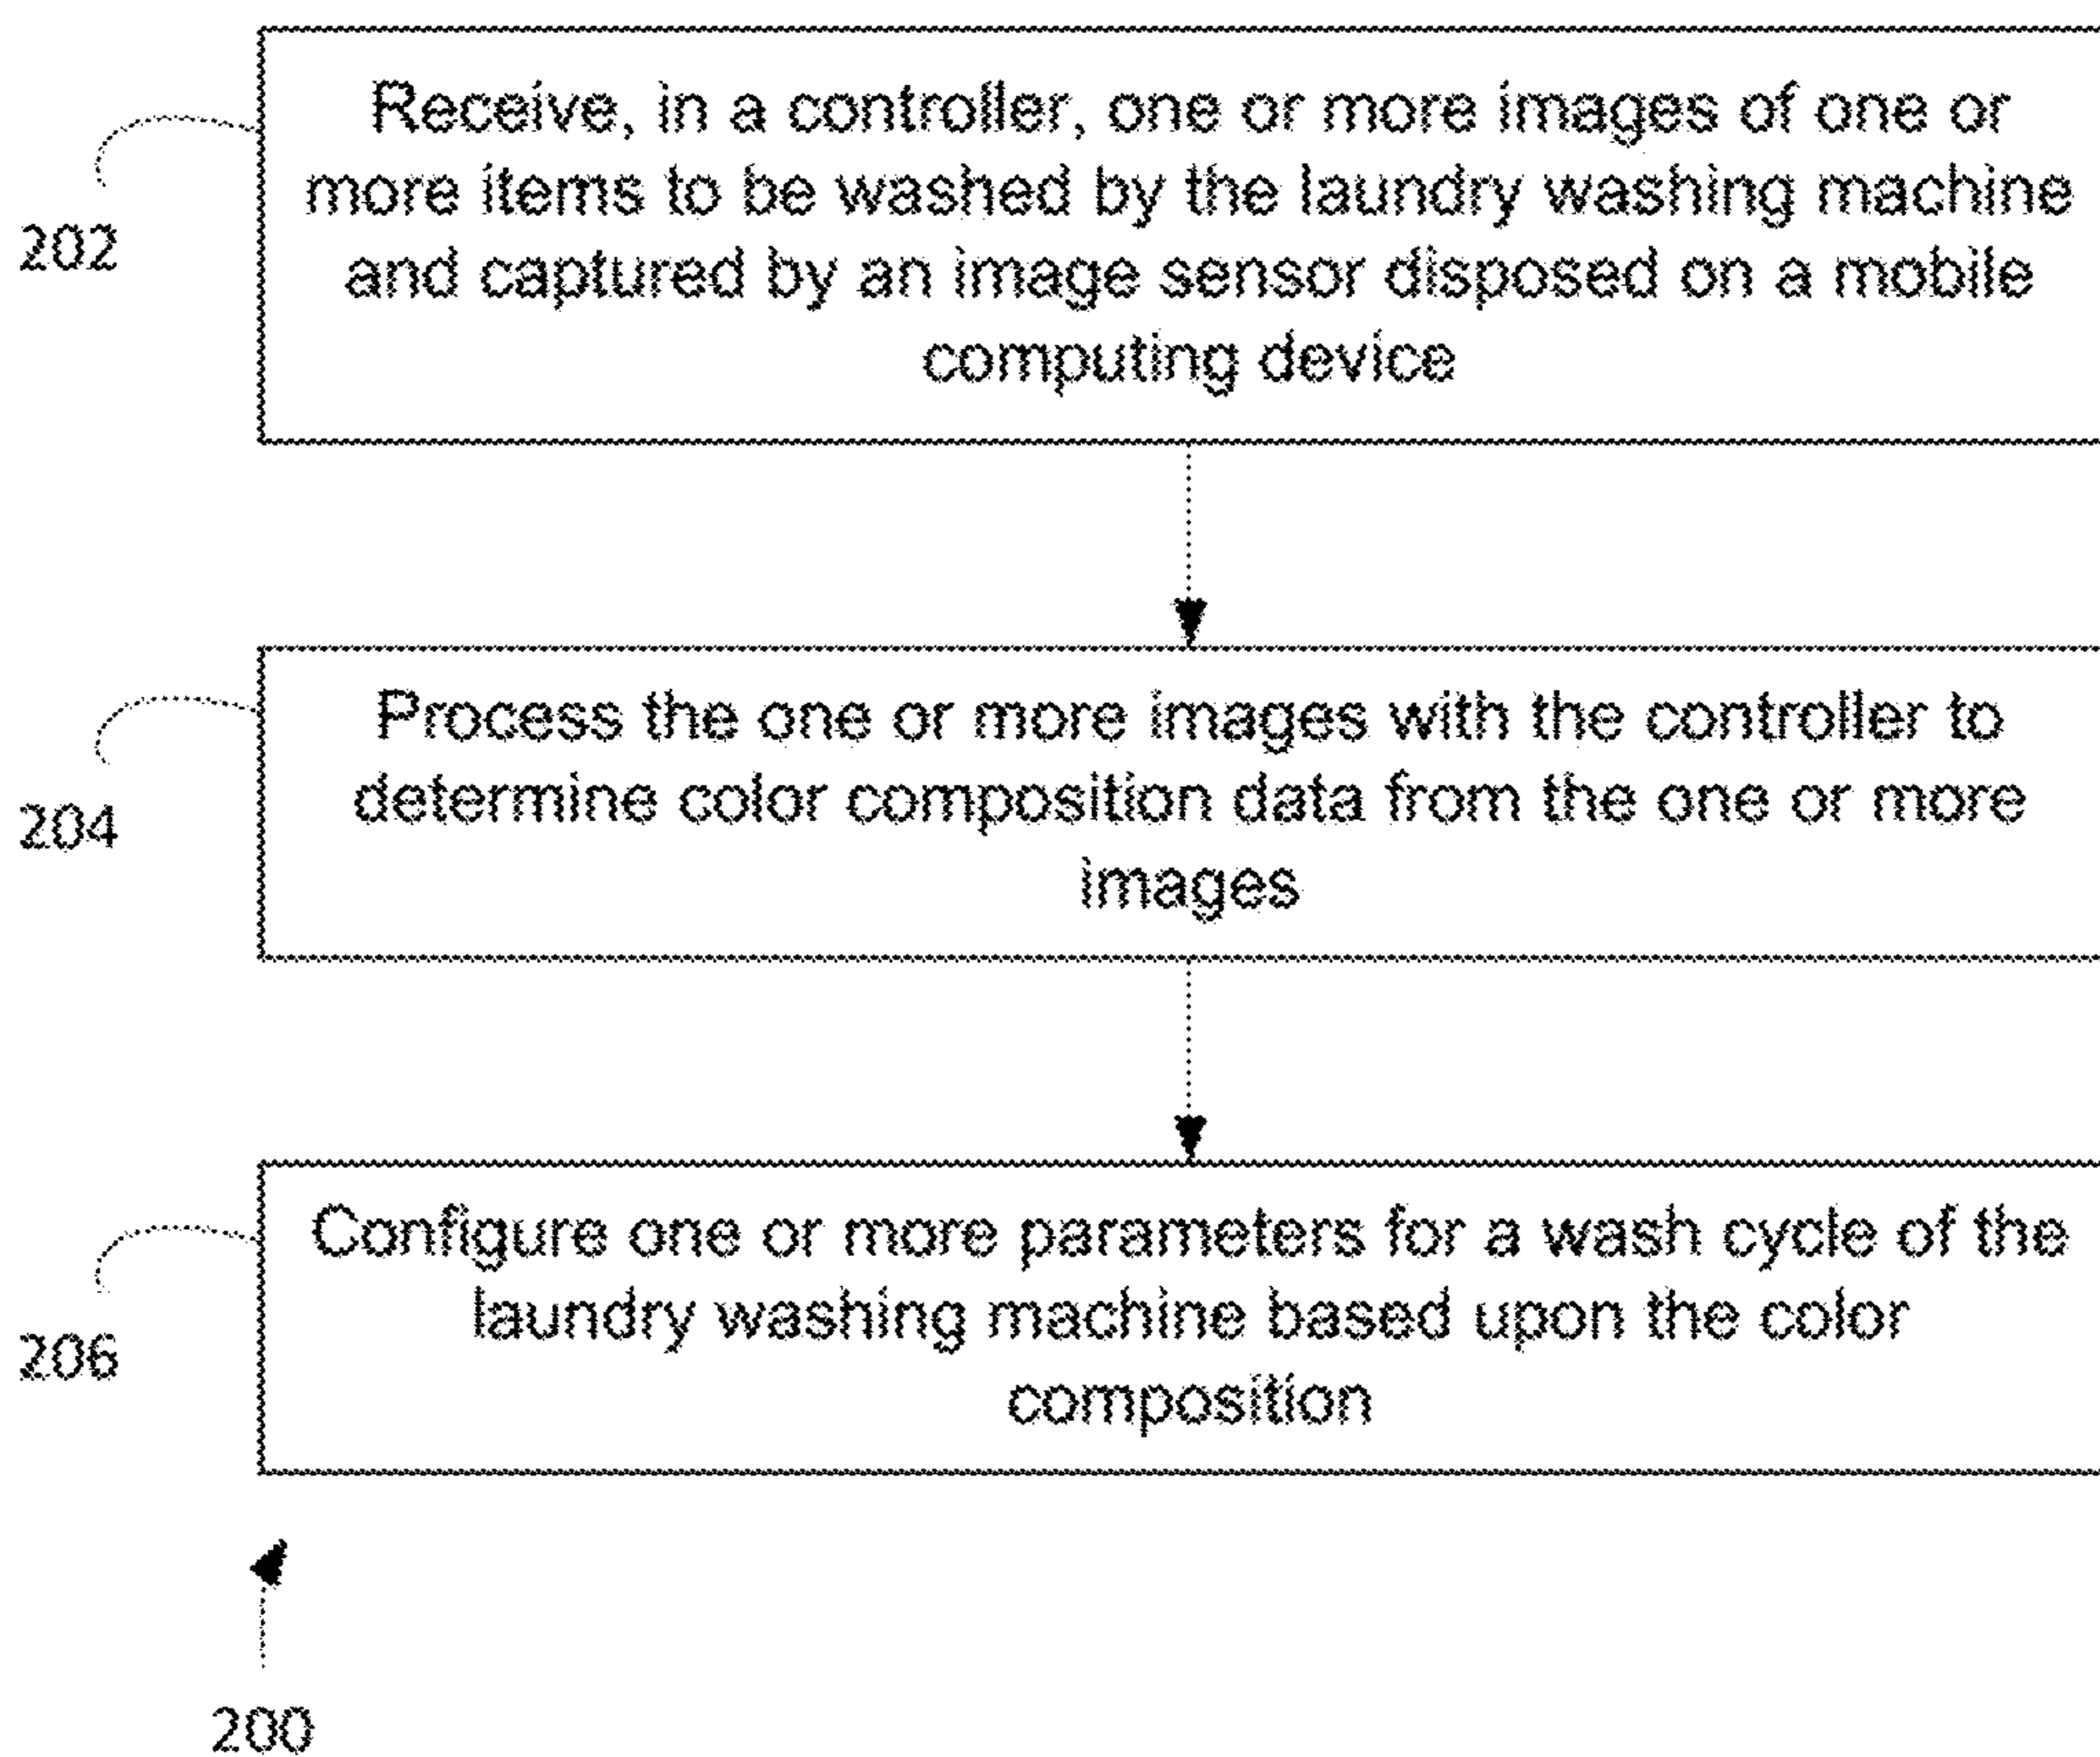 Receive, in a controller, one or more images of one or
more items to be washed by the laundry washing machine
and captured by an image sensor disposed on a mobile
computing device
202
Process the one or more images with the controller to
determine color composition data from the one or more
images
204
Configure one or more parameters for a wash cycle of the
laundry washing machine based upon the color
composition
206
200